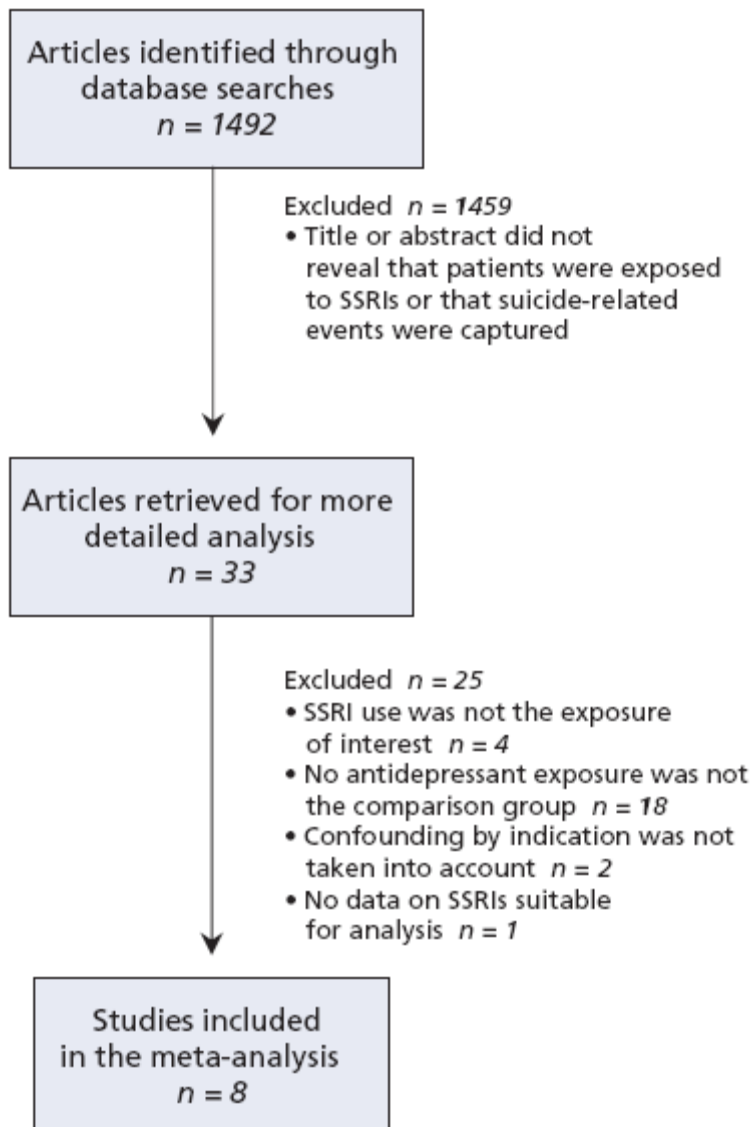 Articles identified through
database searches
n = 1492
Excluded n = 1459
• Title or abstract did not
reveal that patients were exposed
to SSRIs or that suicide-related
events were captured
Articles retrieved for more
detailed analysis
n = 33
Excluded n = 25
• SSRI use was not the exposure
of interest n = 4
• No antidepressant exposure was not
the comparison group n = 18
• Confounding by indication was not
taken into account n = 2
• No data on SSRIs suitable
for analysis n = 1
Studies included
in the meta-analysis
n = 8